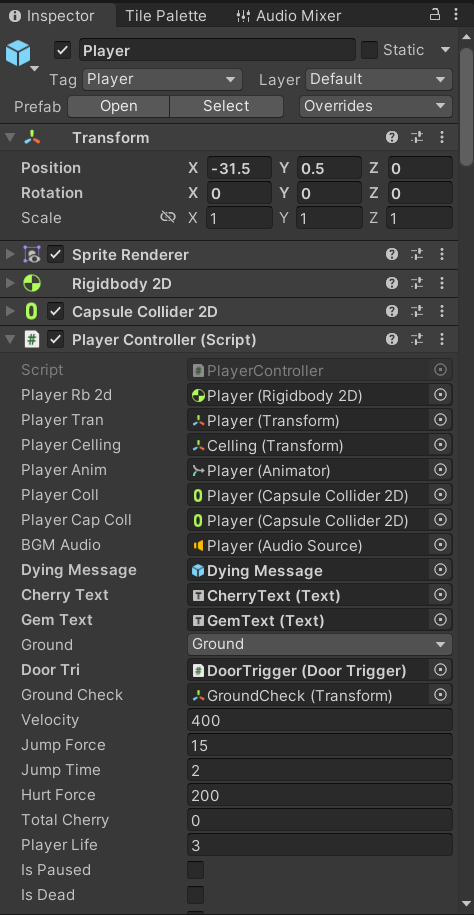 Inspector Tile Palette Audio Mixer
Player Static
Tag Player Layer Default
Prefab Open Select Overrides
Transform
Position X -31.5 Y 0.5 Z 0
Rotation X 0 Y 0 Z 0
Scale X 1 Y 1 Z 1
Sprite Renderer
Rigidbody 2D
Capsule Collider 2D
# Player Controller (Script)
Script # PlayerController
Player Rb 2d Player (Rigidbody 2D)
Player Tran Player (Transform)
Player Celling Celling (Transform)
Player Anim Player (Animator)
Player Coll Player (Capsule Collider 2D)
Player Cap Coll Player (Capsule Collider 2D)
BGM Audio Player (Audio Source)
Dying Message Dying Message
Cherry Text T CherryText (Text)
Gem Text T GemText (Text)
Ground Ground
Door Tri # DoorTrigger (Door Trigger)
Ground Check GroundCheck (Transform)
Velocity 400
Jump Force 15
Jump Time 2
Hurt Force 200
Total Cherry 0
Player Life 3
Is Paused
Is Dead